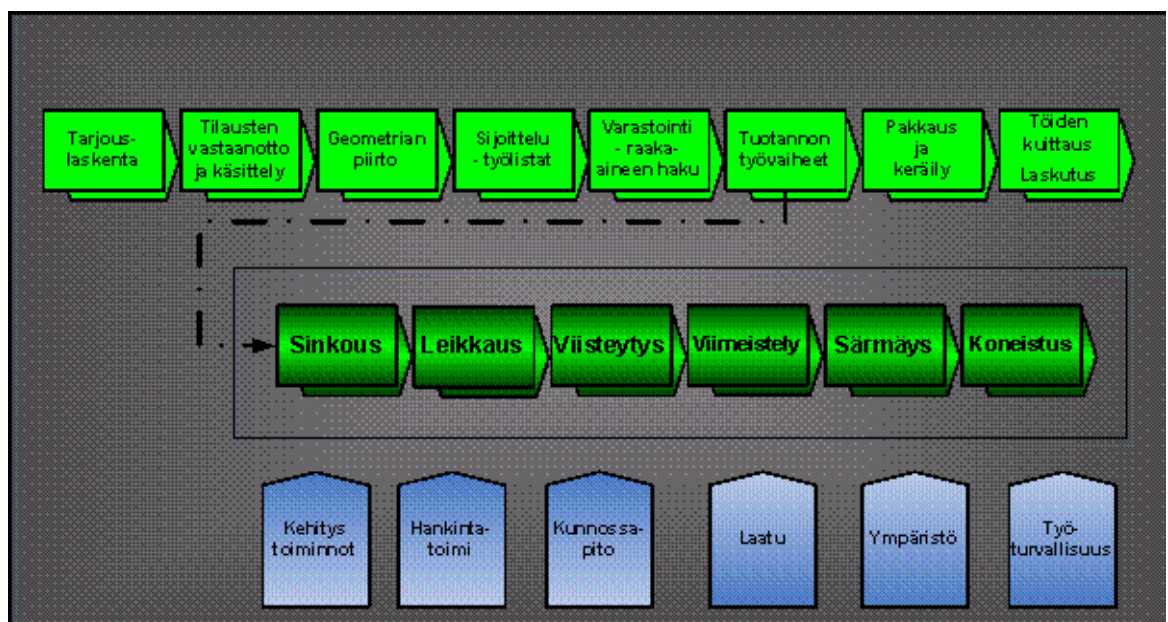 Tarjous-
laskenta
Tilausten
vastaanotto
ja käsittely
Geometrian
piirto
Sijoittelu
- työlistat
Varastointi
- raaka-
aineen haku
Tuotannon
työvaiheet
Pakkaus
ja
keräily
Töiden
kuittaus
Laskutus
Sinkous
Leikkaus
Viisteytys
Viimeistely
Särmäys
Koneistus
Kehitys
toiminnot
Hankinta-
toimi
Kunnossa-
pito
Laatu
Ympäristö
Työ-
turvallisuus